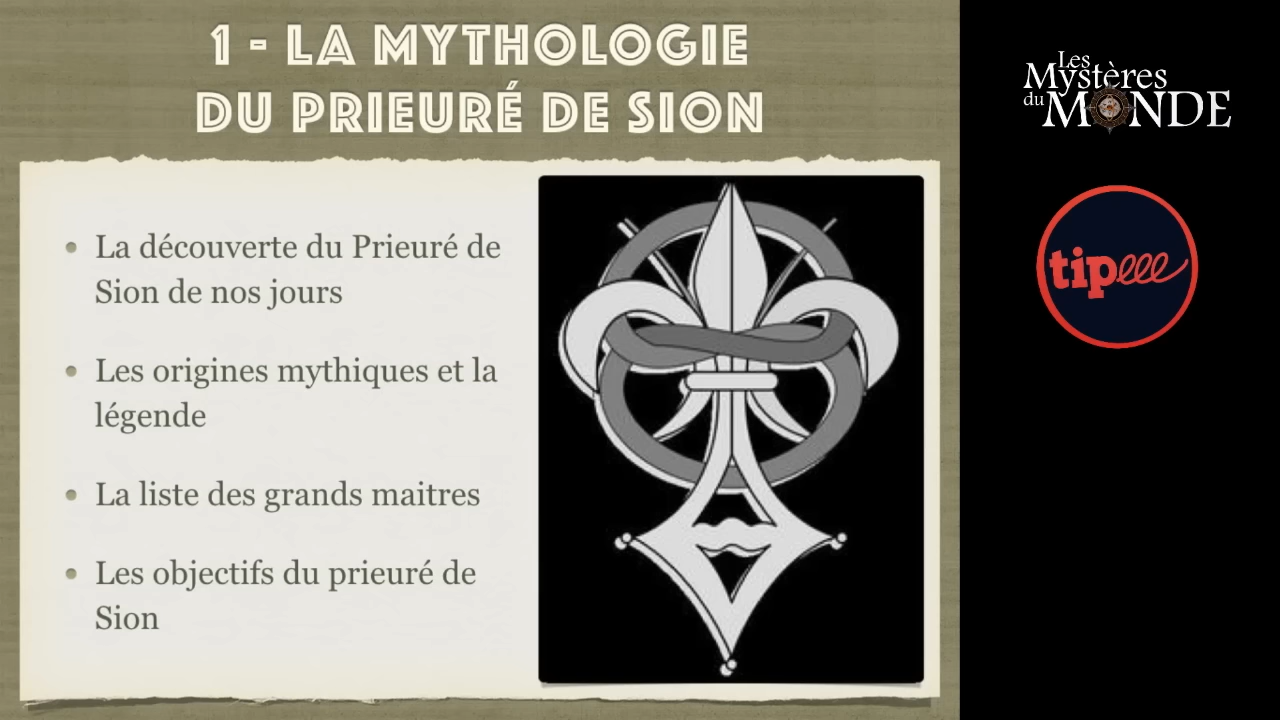 1 - LA MYTHOLOGIE
DU PRIEURÉ DE SION
• La découverte du Prieuré de
Sion de nos jours
• Les origines mythiques et la
légende
• La liste des grands maitres
• Les objectifs du prieuré de
Sion
Les
Mystères
du MONDE
tipeee